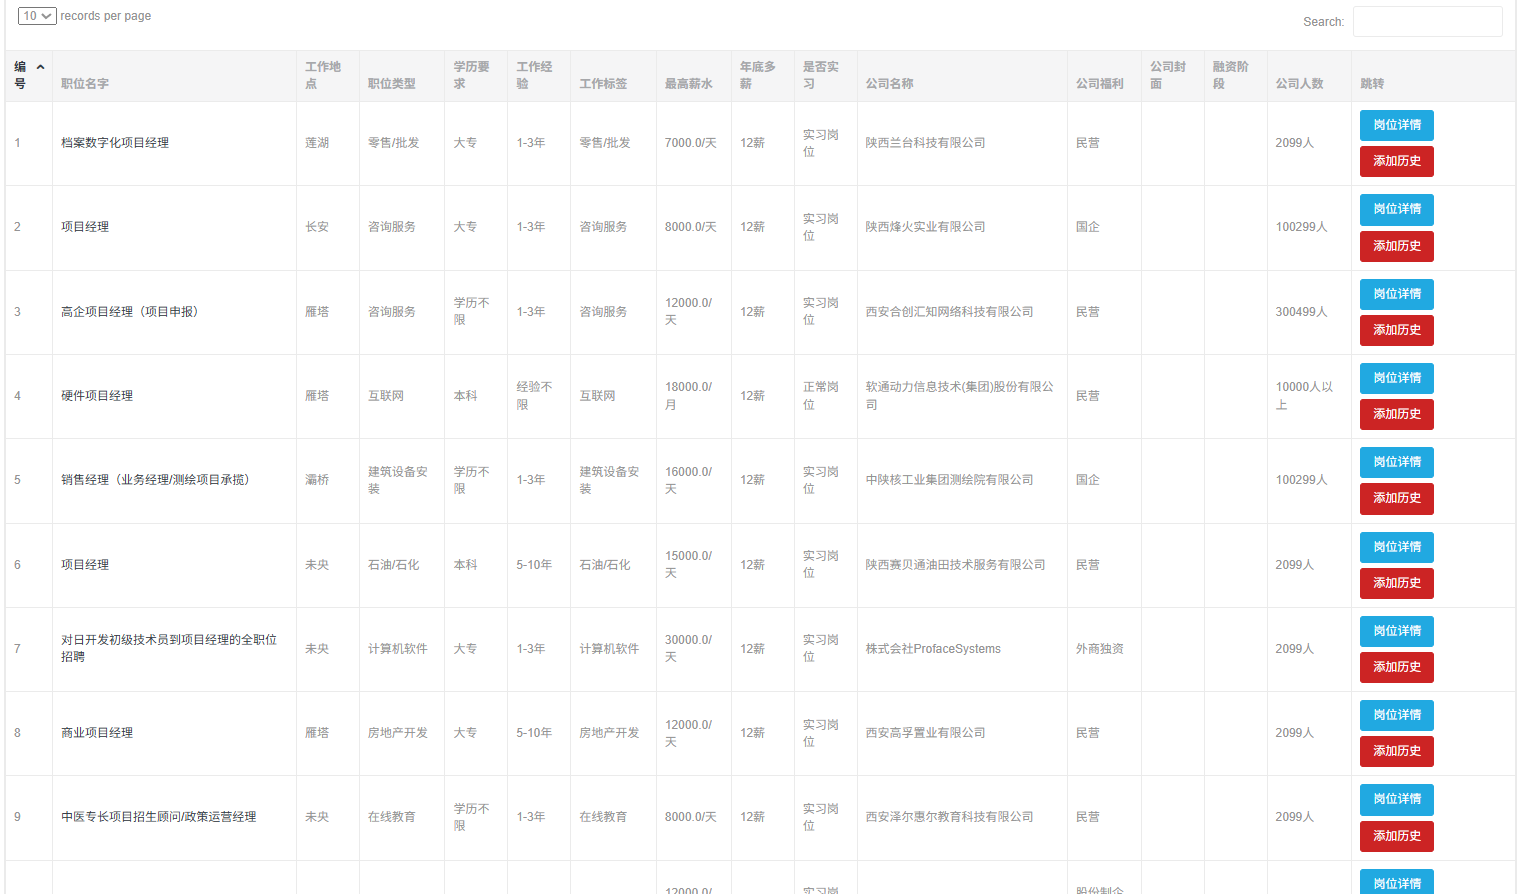 10 records per page
Search:
编号 职位名字 工作地点 职位类型 学历要求 工作经验 工作标签 最高薪水 年底多薪 是否实习 公司名称 公司福利 公司封面 融资阶段 公司人数 跳转
1 档案数字化项目经理 莲湖 零售/批发 大专 1-3年 零售/批发 7000.0/天 12薪 实习岗位 陕西兰台科技有限公司 民营 2099人 岗位详情
添加历史
2 项目经理 长安 咨询服务 大专 1-3年 咨询服务 8000.0/天 12薪 实习岗位 陕西烽火实业有限公司 国企 100299人 岗位详情
添加历史
3 高企项目经理（项目申报） 雁塔 咨询服务 学历不限 1-3年 咨询服务 12000.0/天 12薪 实习岗位 西安合创汇知网络科技有限公司 民营 300499人 岗位详情
添加历史
4 硬件项目经理 雁塔 互联网 本科 经验不限 互联网 18000.0/月 12薪 正常岗位 软通动力信息技术(集团)股份有限公司 民营 10000人以上 岗位详情
添加历史
5 销售经理（业务经理/测绘项目承揽） 灞桥 建筑设备安装 学历不限 1-3年 建筑设备安装 16000.0/天 12薪 实习岗位 中陕核工业集团测绘院有限公司 国企 100299人 岗位详情
添加历史
6 项目经理 未央 石油/石化 本科 5-10年 石油/石化 15000.0/天 12薪 实习岗位 陕西赛贝通油田技术服务有限公司 民营 2099人 岗位详情
添加历史
7 对日开发初级技术员到项目经理的全职位招聘 未央 计算机软件 大专 1-3年 计算机软件 30000.0/天 12薪 实习岗位 株式会社ProfaceSystems 外商独资 2099人 岗位详情
添加历史
8 商业项目经理 雁塔 房地产开发 大专 5-10年 房地产开发 12000.0/天 12薪 实习岗位 西安高孚置业有限公司 民营 2099人 岗位详情
添加历史
9 中医专长项目招生顾问/政策运营经理 未央 在线教育 学历不限 1-3年 在线教育 8000.0/天 12薪 实习岗位 西安泽尔惠尔教育科技有限公司 民营 2099人 岗位详情
添加历史
12000.0/ 实习岗 股份制企 岗位详情